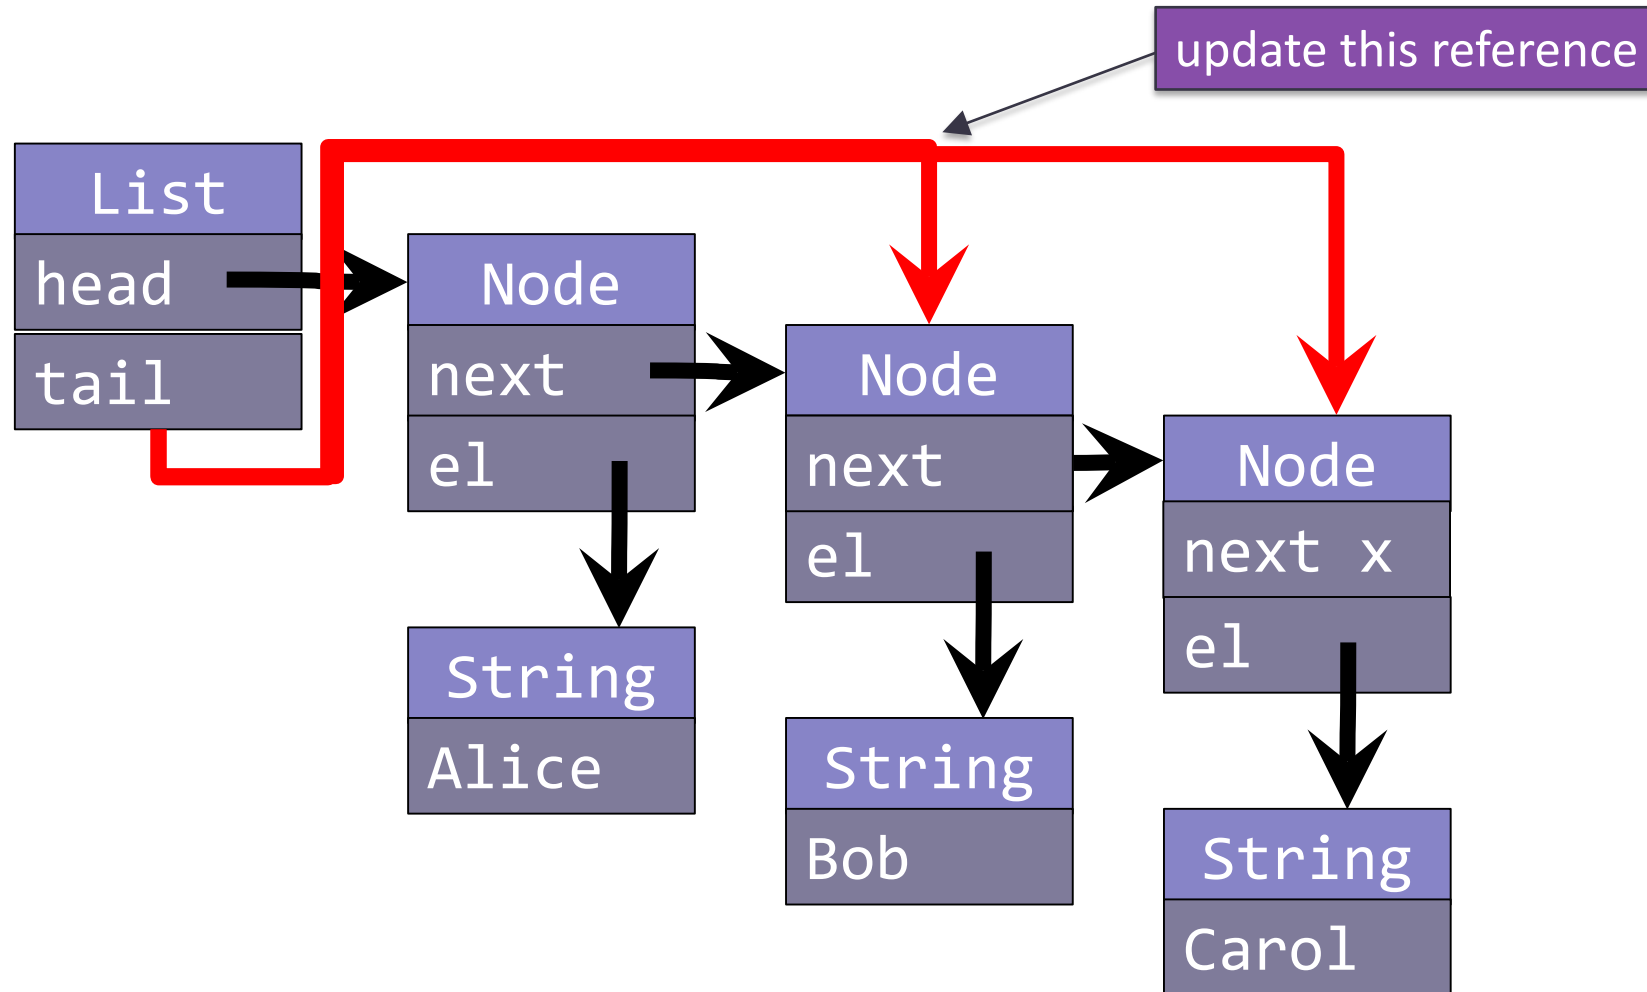 update this reference
List
head
tail
Node
next
el
String
Alice
Node
next
el
String
Bob
Node
next x
el
String
Carol